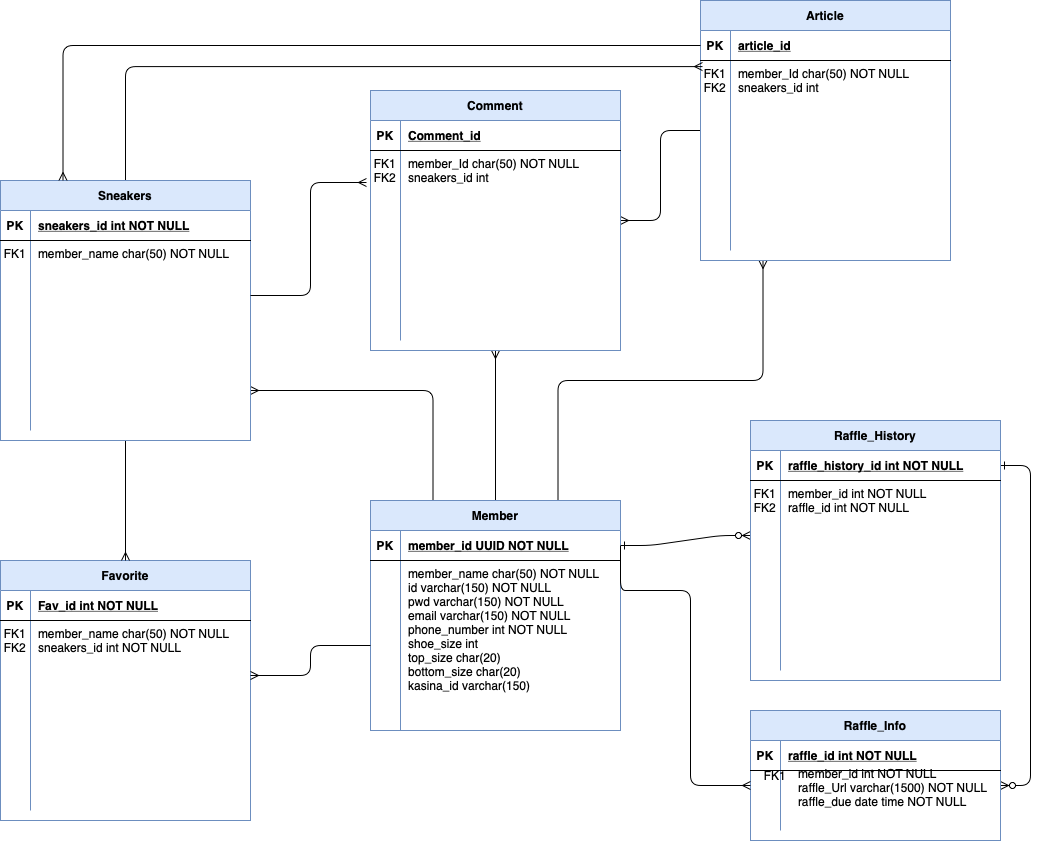 Article
PK article_id
FK1 member_Id char(50) NOT NULL
FK2 sneakers_id int
Comment
PK Comment_id
FK1 member_Id char(50) NOT NULL
FK2 sneakers_id int
Sneakers
PK sneakers_id int NOT NULL
FK1 member_name char(50) NOT NULL
Raffle_History
PK raffle_history_id int NOT NULL
FK1 member_id int NOT NULL
FK2 raffle_id int NOT NULL
Member
PK member_id UUID NOT NULL
member_name char(50) NOT NULL
id varchar(150) NOT NULL
pwd varchar(150) NOT NULL
email varchar(150) NOT NULL
phone_number int NOT NULL
shoe_size int
top_size char(20)
bottom_size char(20)
kasina_id varchar(150)
Favorite
PK Fav_id int NOT NULL
FK1 member_name char(50) NOT NULL
FK2 sneakers_id int NOT NULL
Raffle_Info
PK raffle_id int NOT NULL
FK1 member_id int NOT NULL
raffle_Url varchar(1500) NOT NULL
raffle_due date time NOT NULL